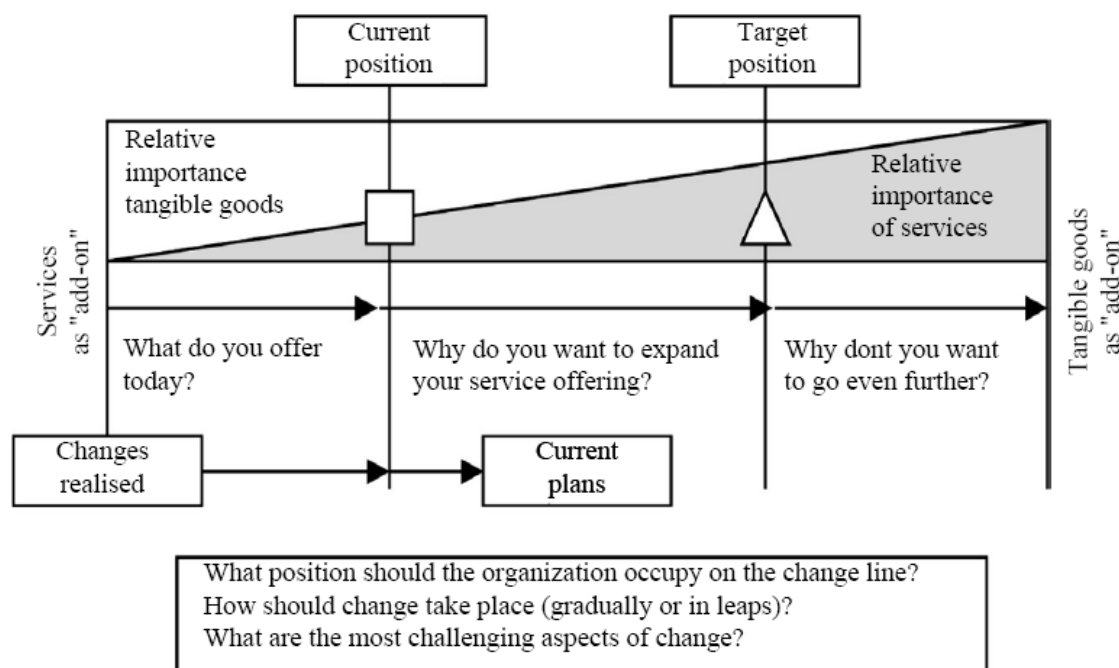 Current
position
Target
position
Relative
importance
tangible goods
Relative
importance
of services
Services
as "add-on"
Tangible goods
as "add-on"
What do you offer
today?
Why do you want to expand
your service offering?
Why dont you want
to go even further?
Changes
realised
Current
plans
What position should the organization occupy on the change line?
How should change take place (gradually or in leaps)?
What are the most challenging aspects of change?